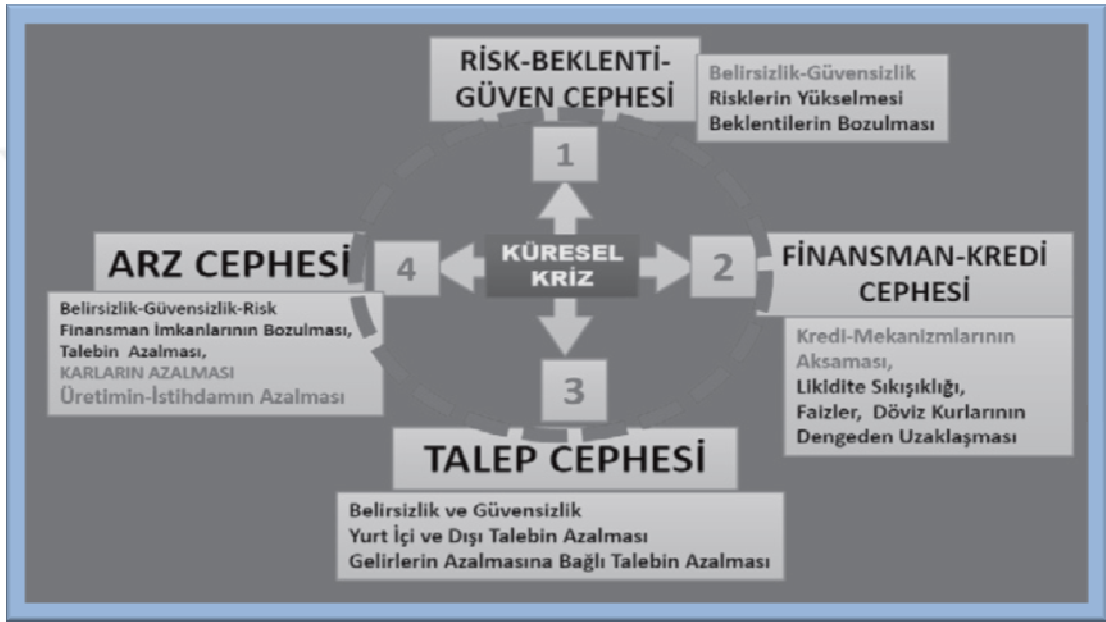 RİSK-BEKLENTİ-
GÜVEN CEPHESİ
Belirsizlik-Güvensizlik
Risklerin Yükselmesi
Beklentilerin Bozulması
1
KÜRESEL
KRİZ
2
FİNANSMAN-KREDİ
CEPHESİ
Kredi-Mekanizmlarının
Aksaması,
Likidite Sıkışıklığı,
Faizler, Döviz Kurlarının
Dengeden Uzaklaşması
3
TALEP CEPHESİ
Belirsizlik ve Güvensizlik
Yurt İçi ve Dışı Talebin Azalması
Gelirlerin Azalmasına Bağlı Talebin Azalması
4
ARZ CEPHESİ
Belirsizlik-Güvensizlik-Risk
Finansman İmkanlarının Bozulması,
Talebin Azalması,
KARLARIN AZALMASI
Üretimin-İstihdamın Azalması